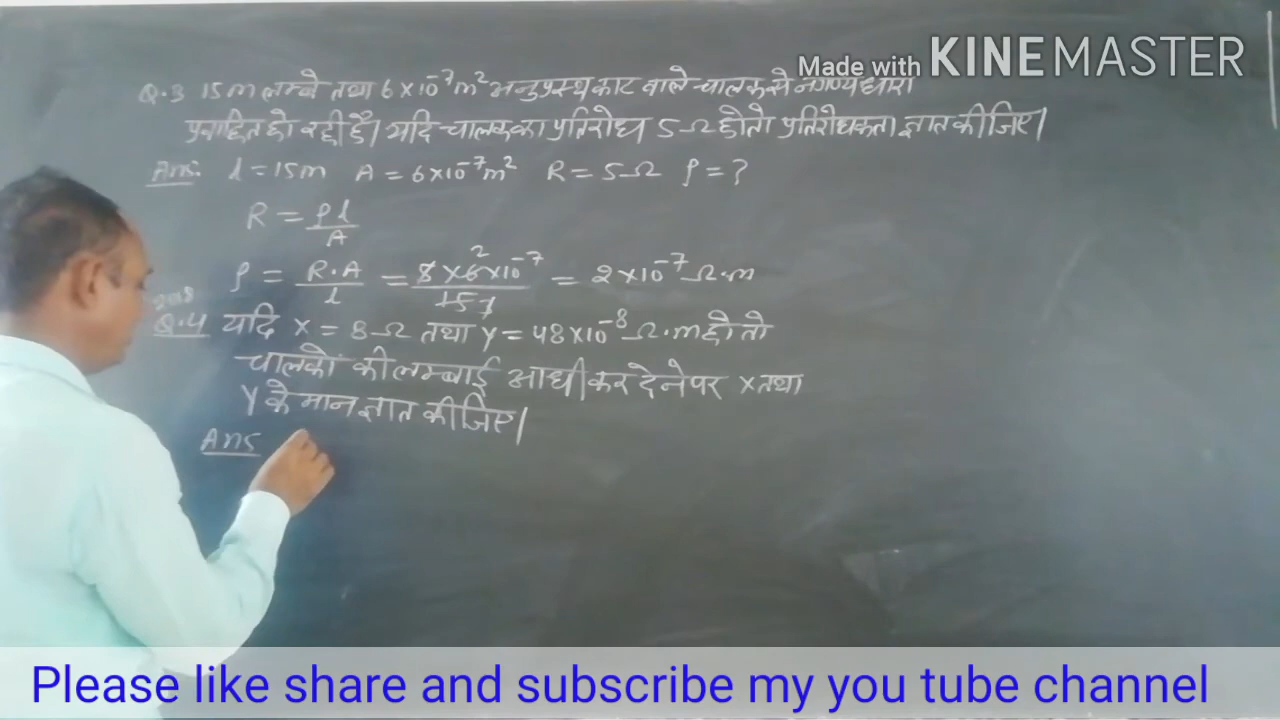 Made with KINEMASTER
Q.3 15m लम्बे तथा 6×10⁻⁷m² अनुप्रस्थ काट वाले चालक से नगण्य धारा
प्रवाहित हो रही है। यदि चालक का प्रतिरोध 5Ω हो तो प्रतिरोधकता ज्ञात कीजिए।
Ans: l = 15m A = 6×10⁻⁷m² R = 5Ω ρ = ?
R = ρl/A
ρ = R.A/l = 5×6×10⁻⁷/15 = 2×10⁻⁷Ω.m
2018
Q.4 यदि X = 8Ω तथा Y = 48×10⁻⁸Ω.m हो तो
चालको की लम्बाई आधी कर देने पर X तथा
Y के मान ज्ञात कीजिए।
Ans
Please like share and subscribe my you tube channel